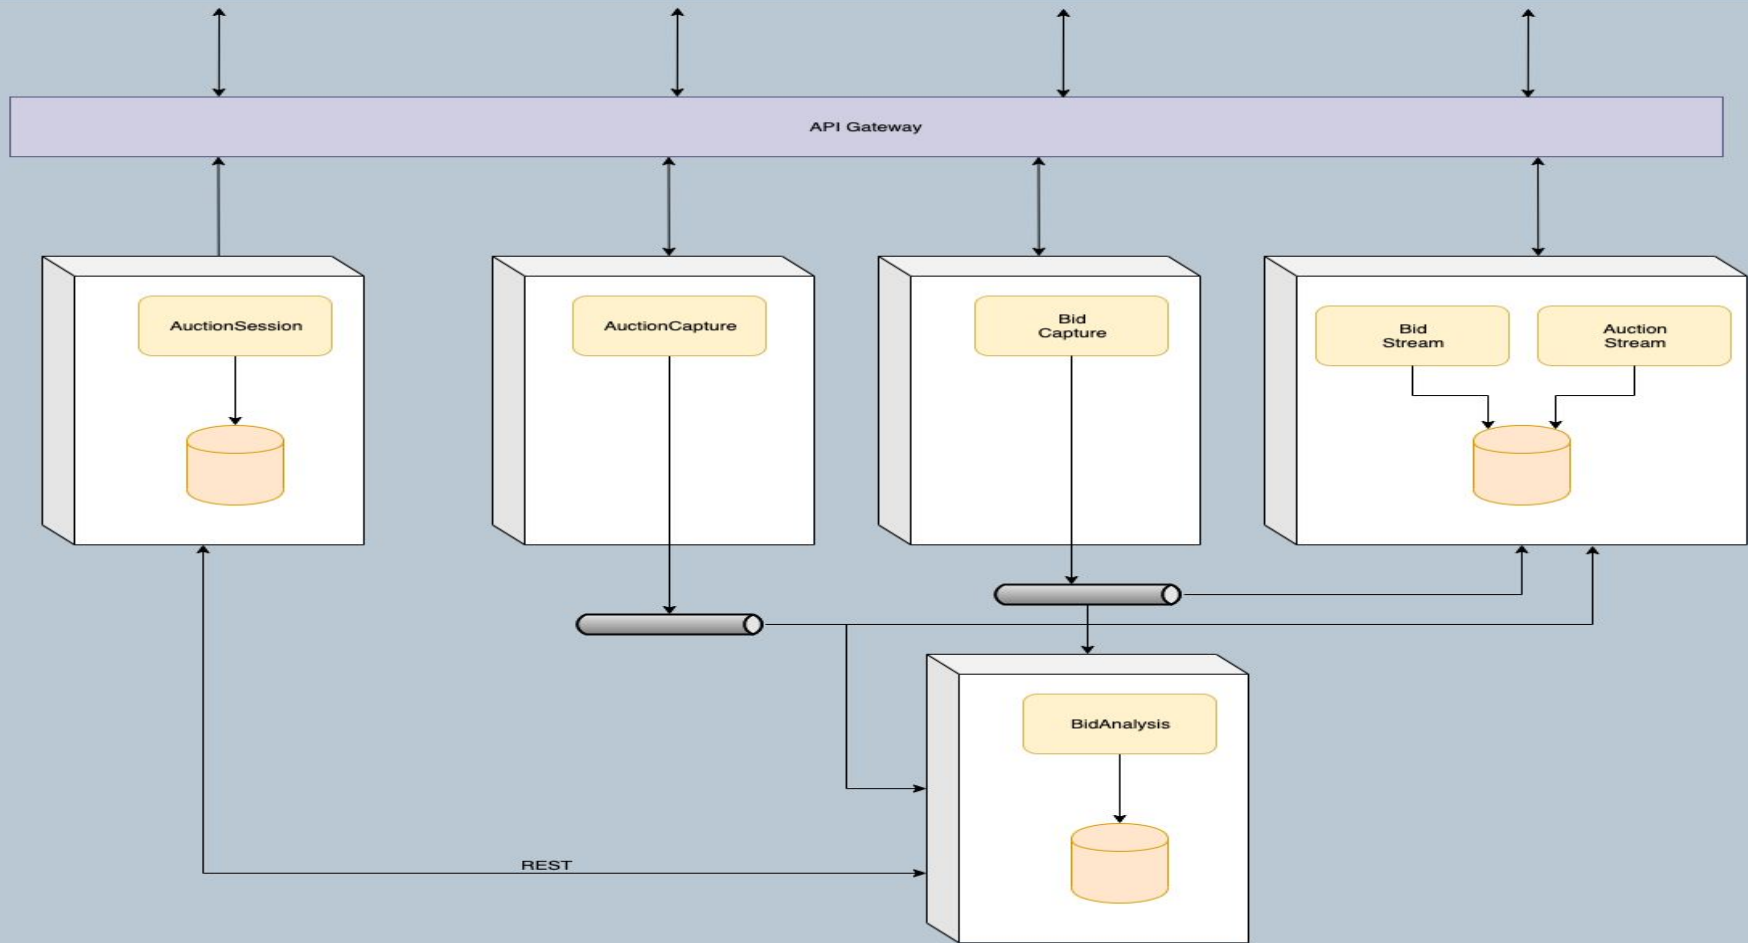 API Gateway
AuctionSession
AuctionCapture
Bid
Capture
Bid
Stream
Auction
Stream
BidAnalysis
REST